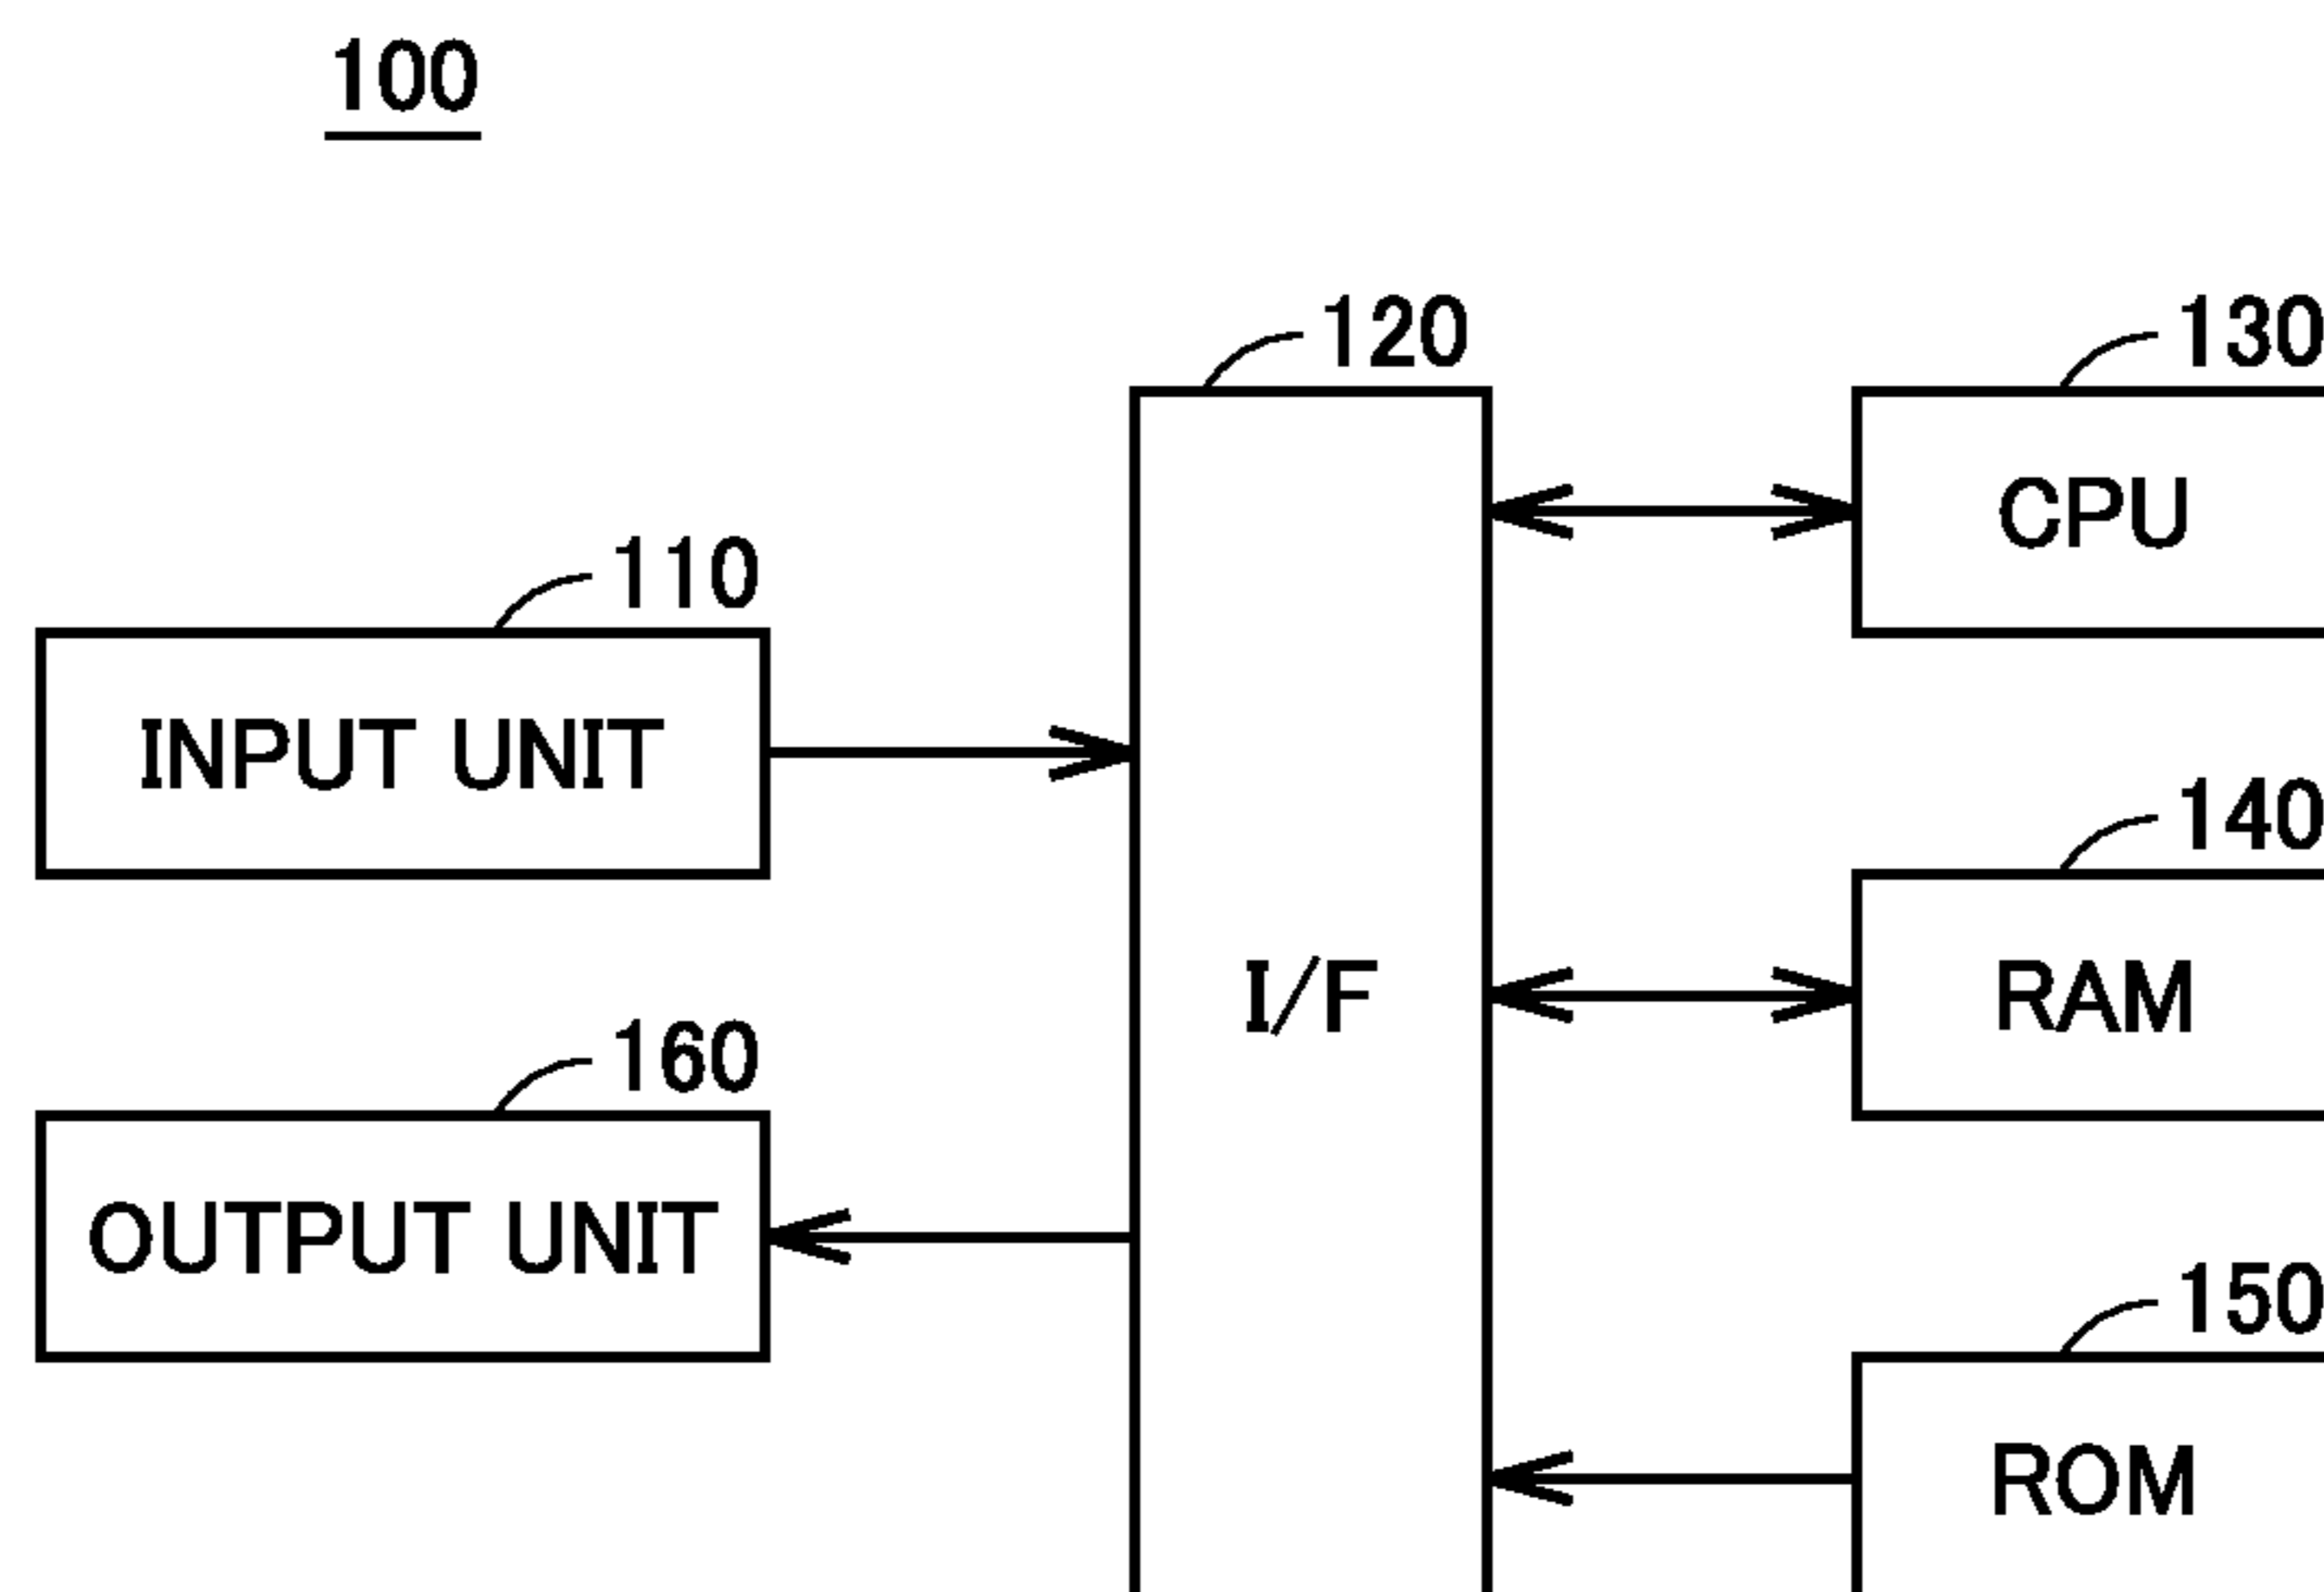 100
120
130
CPU
110
INPUT UNIT
140
I/F
RAM
160
OUTPUT UNIT
150
ROM